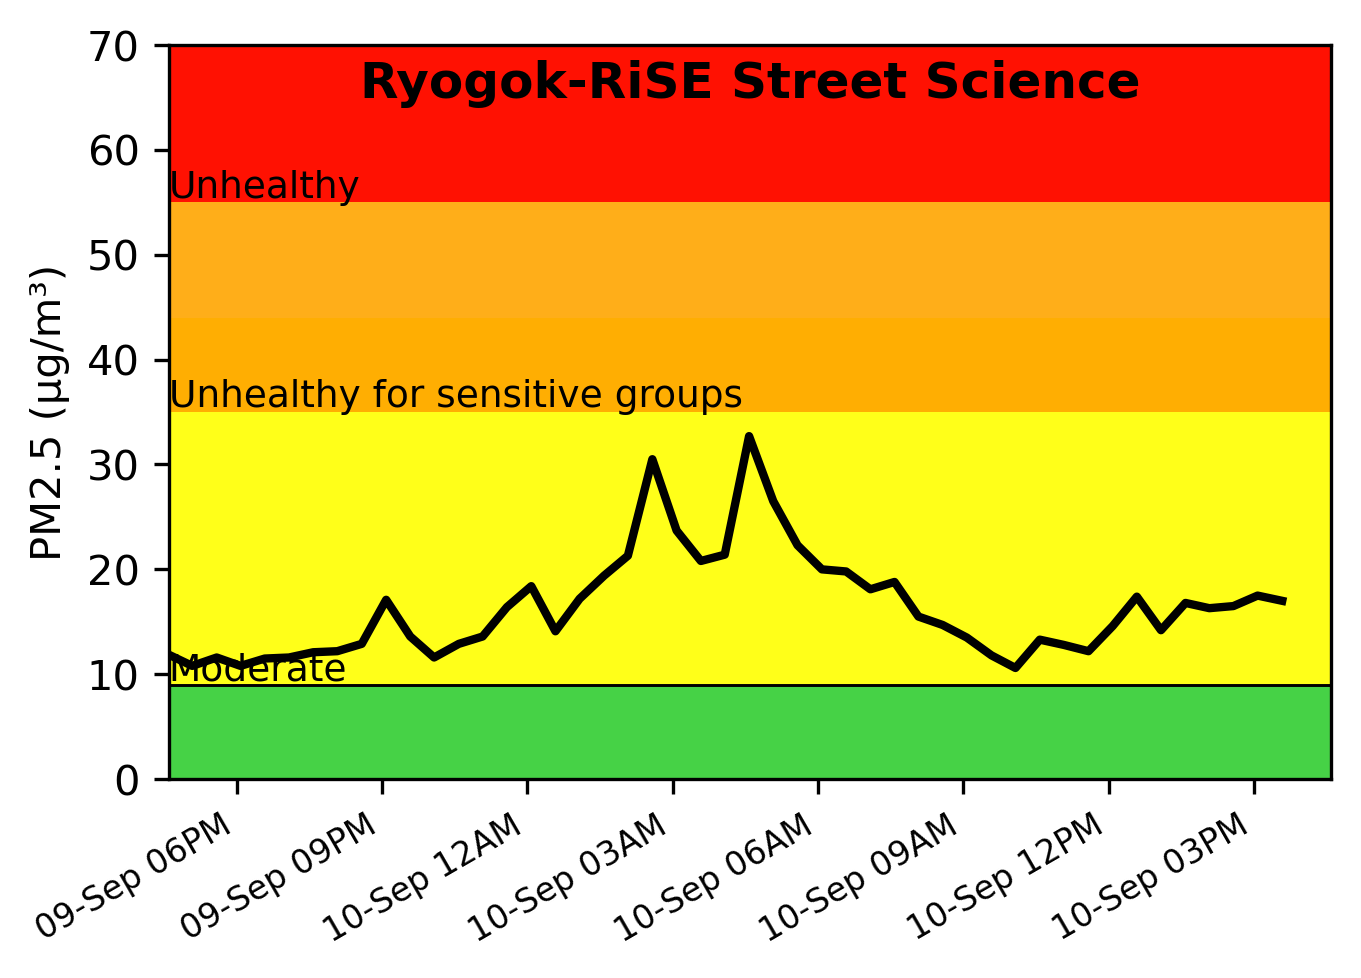 Ryogok-RiSE Street Science
PM2.5 (µg/m³)
70
60
50
40
30
20
10
0
Unhealthy
Unhealthy for sensitive groups
Moderate
09-Sep 06PM
09-Sep 09PM
10-Sep 12AM
10-Sep 03AM
10-Sep 06AM
10-Sep 09AM
10-Sep 12PM
10-Sep 03PM